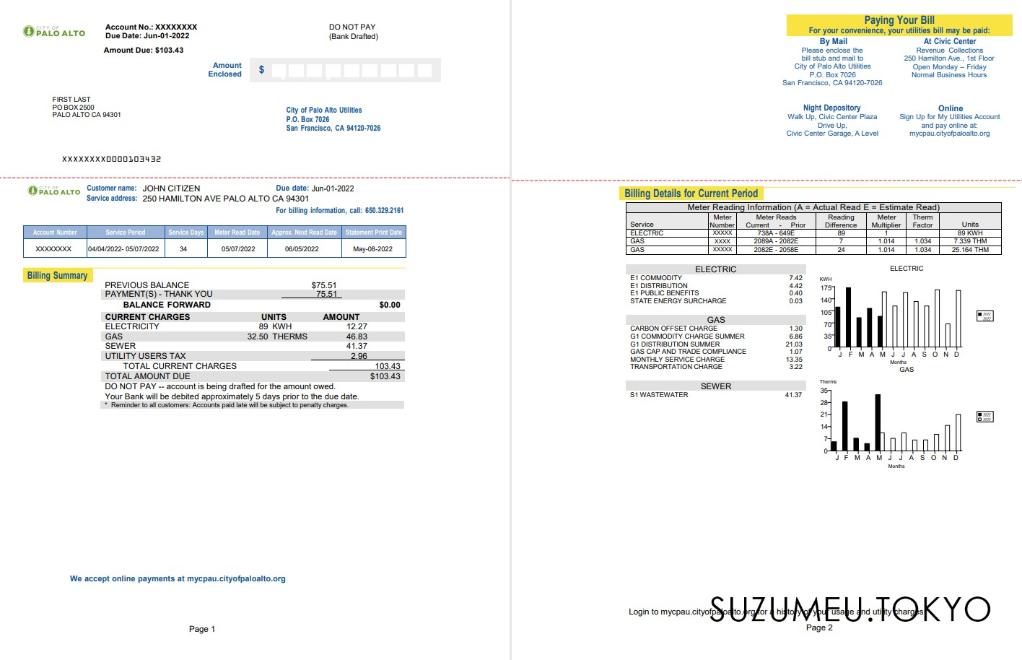 CITY OF
PALO ALTO
Account No.: XXXXXXXX
Due Date: Jun-01-2022
Amount Due: $103.43
DO NOT PAY
(Bank Drafted)
Amount
Enclosed
$
FIRST LAST
PO BOX 2500
PALO ALTO CA 94301
City of Palo Alto Utilities
P.O. Box 7026
San Francisco, CA 94120-7026
XXXXXXXX0000103432
CITY OF
PALO ALTO
Customer name: JOHN CITIZEN Due date: Jun-01-2022
Service address: 250 HAMILTON AVE PALO ALTO CA 94301
For billing information, call: 650.329.2161
Account Number Service Period Service Days Meter Read Date Approx. Next Read Date Statement Print Date
XXXXXXXX 04/04/2022- 05/07/2022 34 05/07/2022 06/05/2022 May-06-2022
Billing Summary
PREVIOUS BALANCE $75.51
PAYMENT(S) - THANK YOU 75.51
BALANCE FORWARD $0.00
CURRENT CHARGES UNITS AMOUNT
ELECTRICITY 89 KWH 12.27
GAS 32.50 THERMS 46.83
SEWER 41.37
UTILITY USERS TAX 2.96
TOTAL CURRENT CHARGES 103.43
TOTAL AMOUNT DUE $103.43
DO NOT PAY -- account is being drafted for the amount owed.
Your Bank will be debited approximately 5 days prior to the due date.
* Reminder to all customers: Accounts paid late will be subject to penalty charges.
We accept online payments at mycpau.cityofpaloalto.org
Page 1
Paying Your Bill
For your convenience, your utilities bill may be paid:
By Mail
Please enclose the
bill stub and mail to
City of Palo Alto Utilities
P.O. Box 7026
San Francisco, CA 94120-7026
At Civic Center
Revenue Collections
250 Hamilton Ave., 1st Floor
Open Monday – Friday
Normal Business Hours
Night Depository
Walk Up, Civic Center Plaza
Drive Up,
Civic Center Garage, A Level
Online
Sign Up for My Utilities Account
and pay online at:
mycpau.cityofpaloalto.org
Billing Details for Current Period
Meter Reading Information (A = Actual Read E = Estimate Read)
Service Meter Number Meter Reads Current - Prior Reading Difference Meter Multiplier Therm Factor Units
ELECTRIC XXXXX 738A - 649E 89 1 89 KWH
GAS XXXX 2089A - 2082E 7 1.014 1.034 7.339 THM
GAS XXXXX 2082E - 2058E 24 1.014 1.034 25.164 THM
ELECTRIC
E1 COMMODITY 7.42
E1 DISTRIBUTION 4.42
E1 PUBLIC BENEFITS 0.40
STATE ENERGY SURCHARGE 0.03
GAS
CARBON OFFSET CHARGE 1.30
G1 COMMODITY CHARGE SUMMER 6.86
G1 DISTRIBUTION SUMMER 21.03
GAS CAP AND TRADE COMPLIANCE 1.07
MONTHLY SERVICE CHARGE 13.35
TRANSPORTATION CHARGE 3.22
SEWER
S1 WASTEWATER 41.37
ELECTRIC
KWH
175
140
105
70
35
0
J F M A M J J A S O N D
Months
GAS
Therms
35
28
21
14
7
0
J F M A M J J A S O N D
Months
Login to mycpau.cityofpaloalto.org for a history of your usage and utility charges
SUZUMEU.TOKYO
Page 2